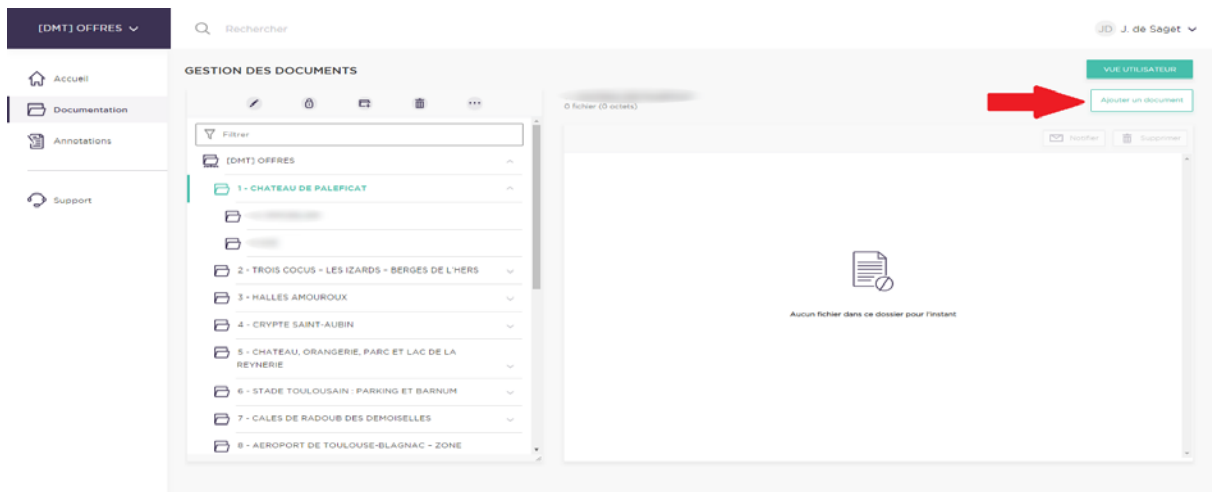 [DMT] OFFRES
Rechercher
JD J. de Saget
Accueil
Documentation
Annotations
Support
GESTION DES DOCUMENTS
VUE UTILISATEUR
0 fichier (0 octets)
Ajouter un document
Filtrer
Notifier
Supprimer
[DMT] OFFRES
1 - CHATEAU DE PALEFICAT
2 - TROIS COCUS - LES IZARDS - BERGES DE L'HERS
3 - HALLES AMOUROUX
4 - CRYPTE SAINT-AUBIN
5 - CHATEAU, ORANGERIE, PARC ET LAC DE LA
REYNERIE
6 - STADE TOULOUSAIN : PARKING ET BARNUM
7 - CALES DE RADOUB DES DEMOISELLES
8 - AEROPORT DE TOULOUSE-BLAGNAC - ZONE
Aucun fichier dans ce dossier pour l'instant